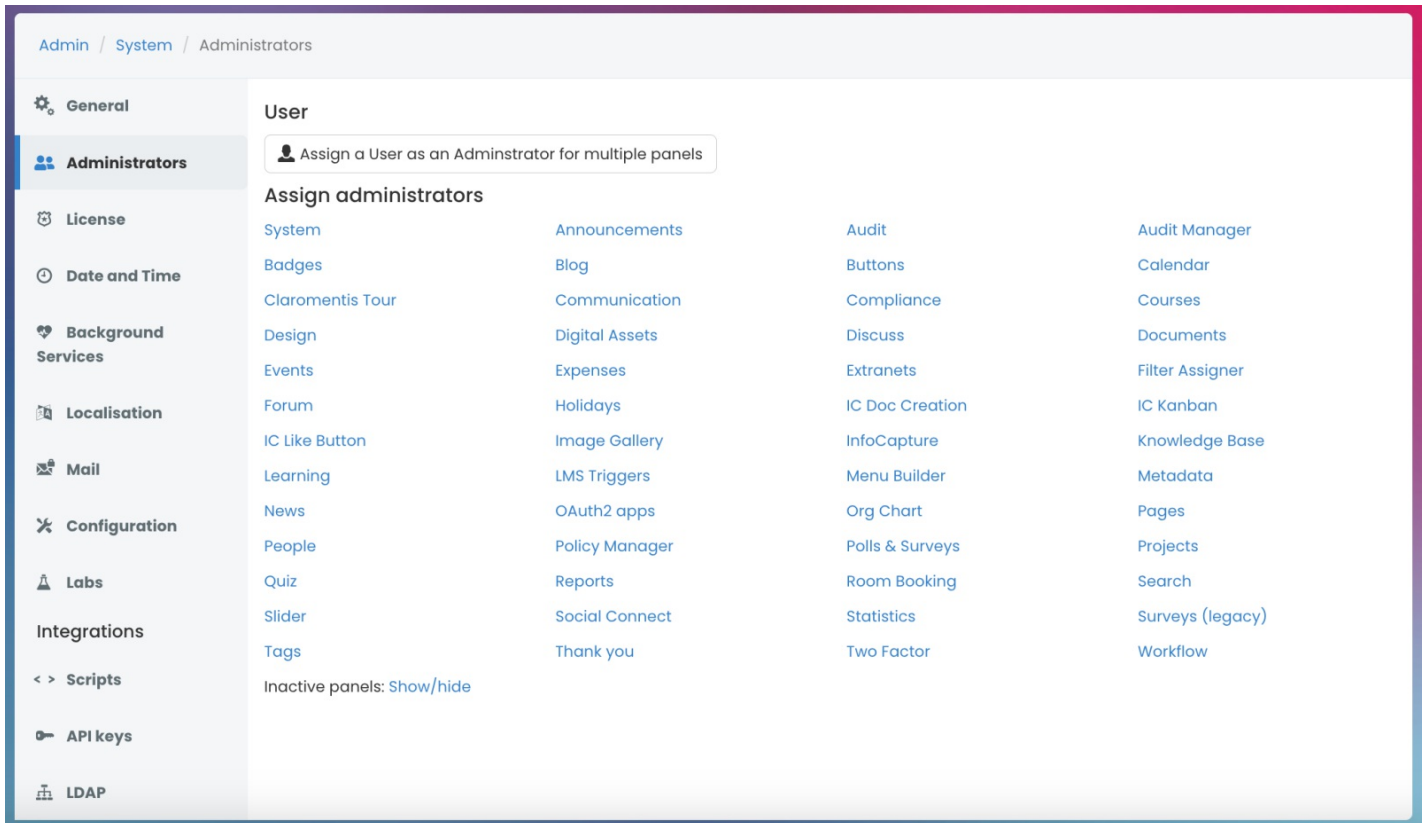 Admin / System / Administrators
General
Administrators
License
Date and Time
Background
Services
Localisation
Mail
Configuration
Labs
Integrations
< > Scripts
API keys
LDAP
User
Assign a User as an Adminstrator for multiple panels
Assign administrators
System Announcements Audit Audit Manager
Badges Blog Buttons Calendar
Claromentis Tour Communication Compliance Courses
Design Digital Assets Discuss Documents
Events Expenses Extranets Filter Assigner
Forum Holidays IC Doc Creation IC Kanban
IC Like Button Image Gallery InfoCapture Knowledge Base
Learning LMS Triggers Menu Builder Metadata
News OAuth2 apps Org Chart Pages
People Policy Manager Polls & Surveys Projects
Quiz Reports Room Booking Search
Slider Social Connect Statistics Surveys (legacy)
Tags Thank you Two Factor Workflow
Inactive panels: Show/hide